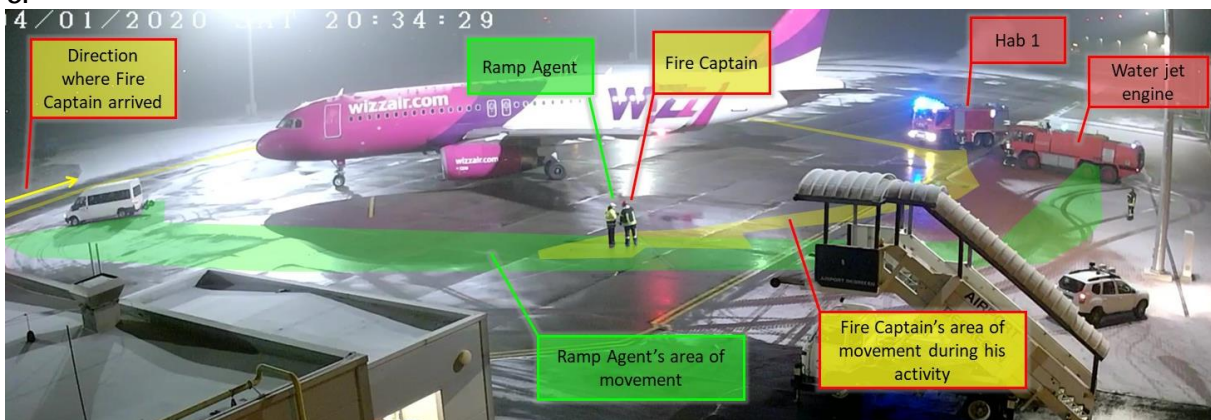 04/01/2020 SAT 20:34:29
Direction
where Fire
Captain arrived
Ramp Agent
Fire Captain
Hab 1
Water jet
engine
wizzair.com
WIZZ
wizzair.com
AIRPORT
Ramp Agent's area of
movement
Fire Captain's area of
movement during his
activity